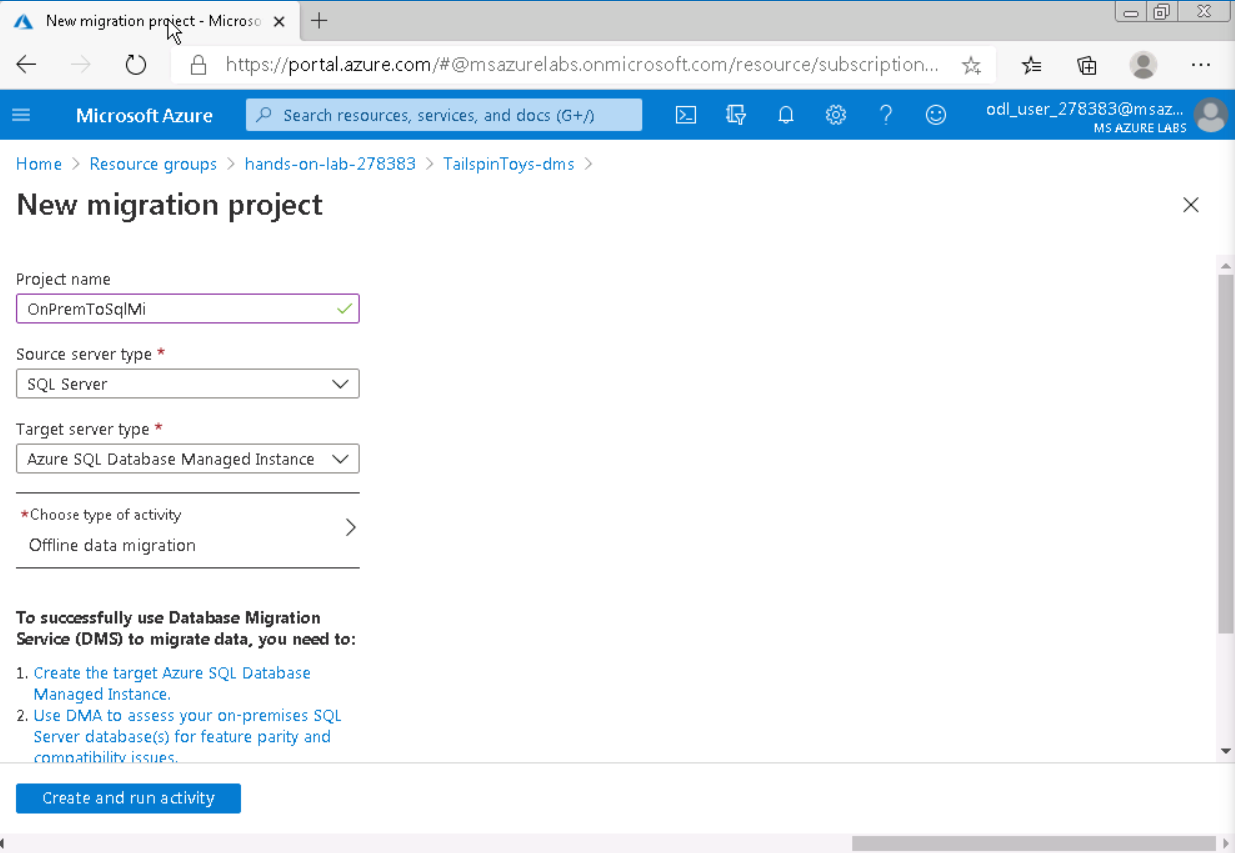 New migration project - Microso
https://portal.azure.com/#@msazurelabs.onmicrosoft.com/resource/subscription...
Microsoft Azure
Search resources, services, and docs (G+/)
odl_user_278383@msaz...
MS AZURE LABS
Home > Resource groups > hands-on-lab-278383 > TailspinToys-dms >
New migration project
Project name
OnPremToSqlMi
Source server type *
SQL Server
Target server type *
Azure SQL Database Managed Instance
*Choose type of activity
Offline data migration
To successfully use Database Migration
Service (DMS) to migrate data, you need to:
1. Create the target Azure SQL Database
Managed Instance.
2. Use DMA to assess your on-premises SQL
Server database(s) for feature parity and
compatibility issues.
Create and run activity